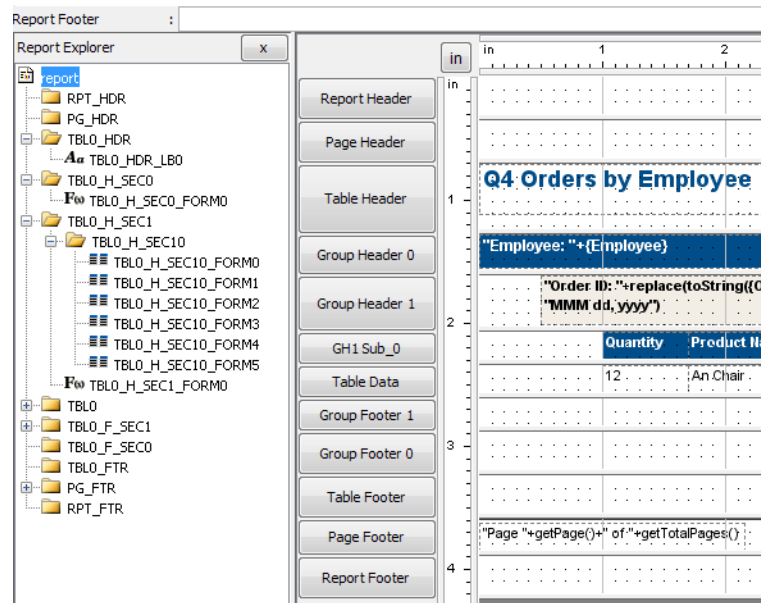 Report Footer :
Report Explorer x
report
RPT_HDR
PG_HDR
TBL0_HDR
Aa TBL0_HDR_LB0
TBL0_H_SEC0
Fω TBL0_H_SEC0_FORM0
TBL0_H_SEC1
TBL0_H_SEC10
TBL0_H_SEC10_FORM0
TBL0_H_SEC10_FORM1
TBL0_H_SEC10_FORM2
TBL0_H_SEC10_FORM3
TBL0_H_SEC10_FORM4
TBL0_H_SEC10_FORM5
Fω TBL0_H_SEC1_FORM0
TBL0
TBL0_F_SEC1
TBL0_F_SEC0
TBL0_FTR
PG_FTR
RPT_FTR
in
in 1 2
in
1
2
3
4
Report Header
Page Header
Table Header
Group Header 0
Group Header 1
GH1 Sub_0
Table Data
Group Footer 1
Group Footer 0
Table Footer
Page Footer
Report Footer
Q4 Orders by Employee
"Employee: "+{Employee}
"Order ID: "+replace(toString({O
"MMM dd, yyyy")
Quantity Product Na
12 An Chair
"Page "+getPage()+" of "+getTotalPages()